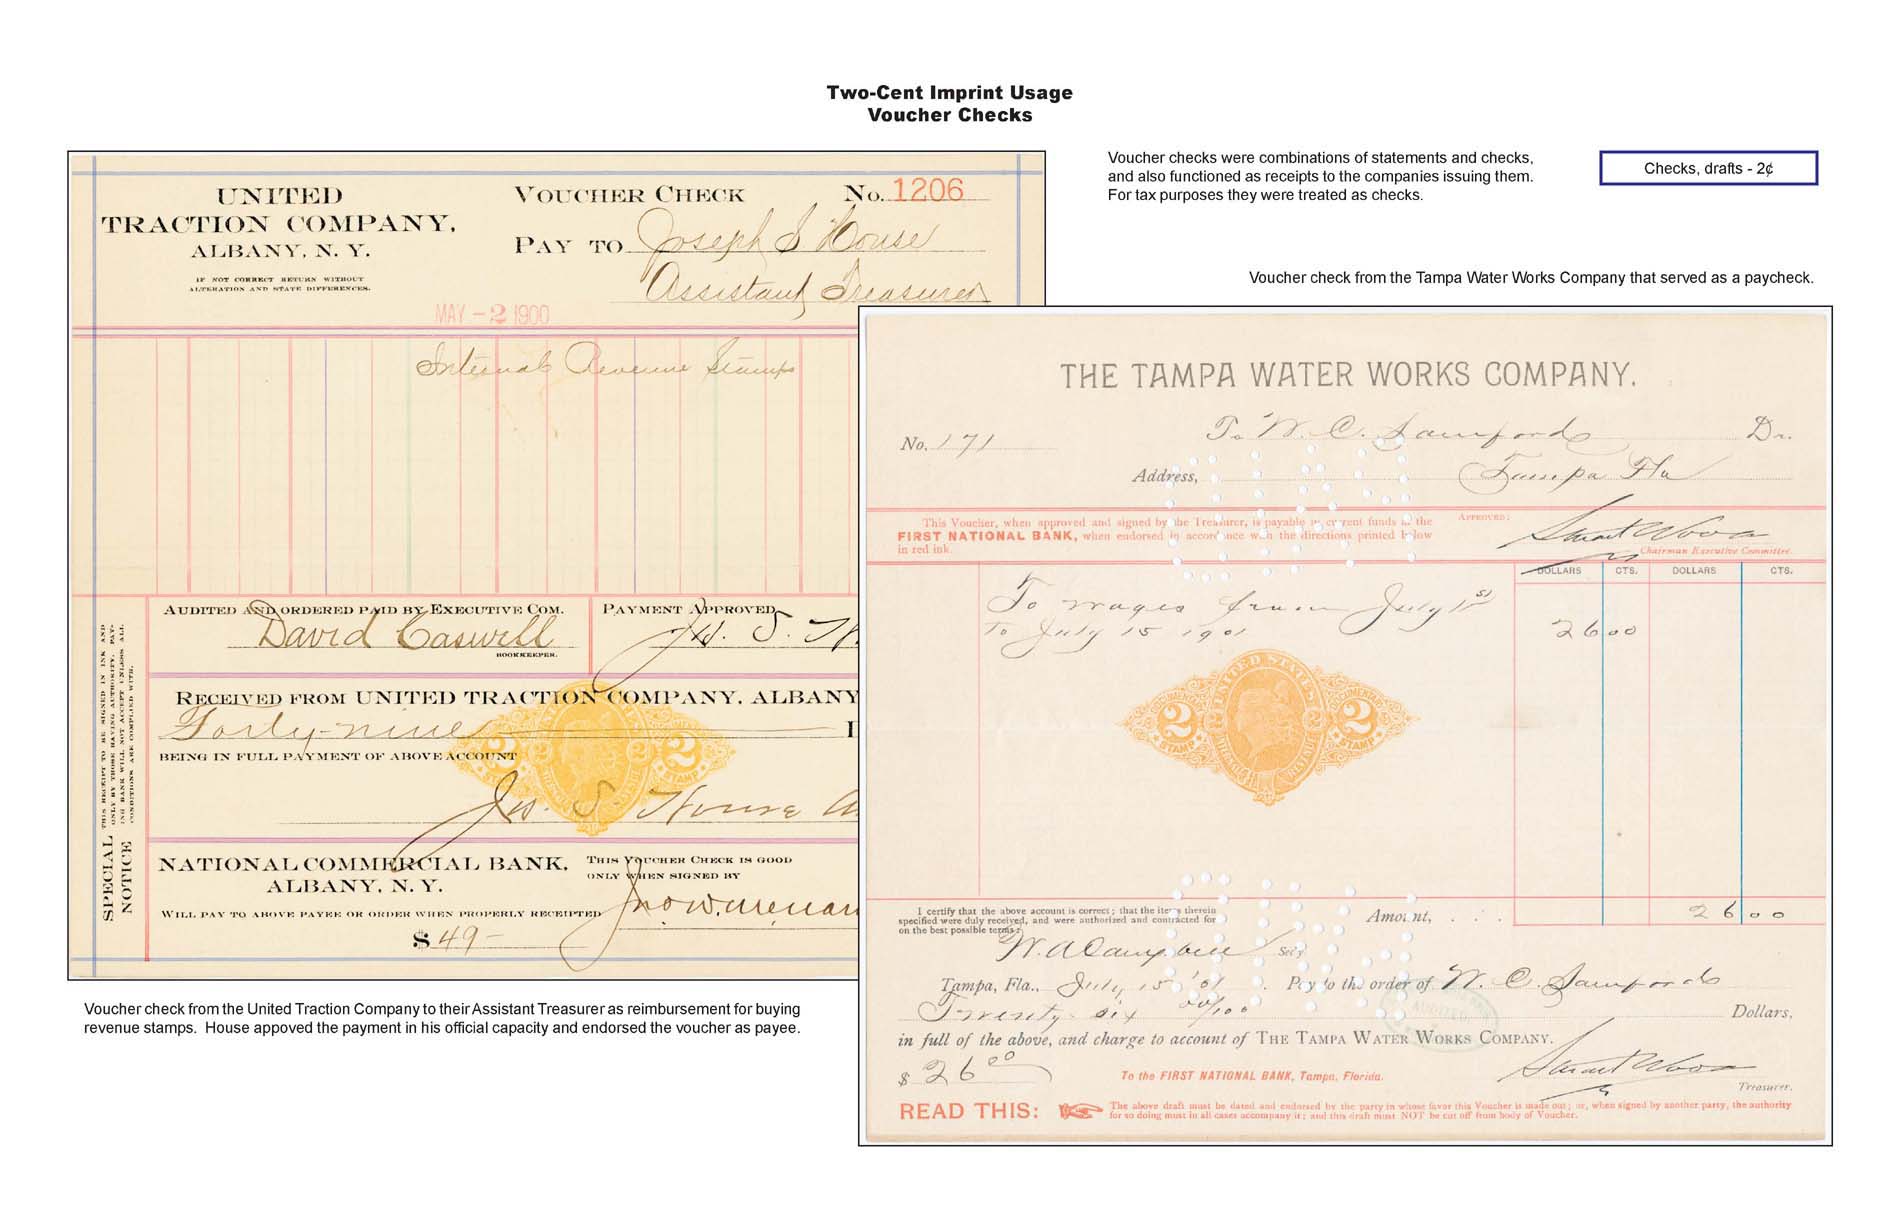 Two-Cent Imprint Usage
Voucher Checks
Voucher checks were combinations of statements and checks,
and also functioned as receipts to the companies issuing them.
For tax purposes they were treated as checks.
Checks, drafts - 2¢
UNITED
TRACTION COMPANY,
ALBANY, N. Y.
IF NOT CORRECT RETURN WITHOUT
ALTERATION AND STATE DIFFERENCES.
VOUCHER CHECK
No. 1206
PAY TO Joseph S House
Assistant Treasurer
MAY - 2 1900
Internal Revenue Stamps
AUDITED AND ORDERED PAID BY EXECUTIVE COM.
David Caswell
BOOKKEEPER.
PAYMENT APPROVED
Jos. S. H
RECEIVED FROM UNITED TRACTION COMPANY, ALBANY
Forty-nine
BEING IN FULL PAYMENT OF ABOVE ACCOUNT
2 STAMP 2 STAMP
Jos. S. House A
NATIONAL COMMERCIAL BANK,
ALBANY, N. Y.
THIS VOUCHER CHECK IS GOOD
ONLY WHEN SIGNED BY
WILL PAY TO ABOVE PAYEE OR ORDER WHEN PROPERLY RECEIPTED
$ 49-
SPECIAL
NOTICE
THIS RECEIPT TO BE SIGNED IN INK AND
ONLY BY THOSE HAVING AUTHORITY. PAY-
ING BANK WILL NOT ACCEPT UNLESS ALL
CONDITIONS ARE COMPLIED WITH.
Voucher check from the United Traction Company to their Assistant Treasurer as reimbursement for buying
revenue stamps. House appoved the payment in his official capacity and endorsed the voucher as payee.
Voucher check from the Tampa Water Works Company that served as a paycheck.
THE TAMPA WATER WORKS COMPANY.
No. 171
To W. C. Samford Dr.
Address, Tampa Fla
This Voucher, when approved and signed by the Treasurer, is payable in current funds at the
FIRST NATIONAL BANK, when endorsed in accordance with the directions printed below
in red ink.
APPROVED:
Stuart Wood
Chairman Executive Committee.
DOLLARS CTS. DOLLARS CTS.
To wages from July 1st
to July 15 1901 26 00
UNITED STATES
2 STAMP 2 DOCUMENTARY STAMP
I certify that the above account is correct; that the items therein
specified were duly received, and were authorized and contracted for
on the best possible terms:
Amount, 26 00
W. A Campbell Sec'y
Tampa, Fla., July 15 '01. Pay to the order of W. C. Samford
Twenty-six 00/100 Dollars,
AUDITED
in full of the above, and charge to account of THE TAMPA WATER WORKS COMPANY.
$ 26 00
To the FIRST NATIONAL BANK, Tampa, Florida.
Stuart Wood
Treasurer.
READ THIS:
The above draft must be dated and endorsed by the party in whose favor this Voucher is made out; or, when signed by another party, the authority
for so doing must in all cases accompany it; and this draft must NOT be cut off from body of Voucher.